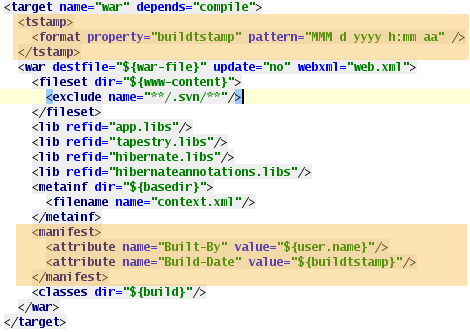 <target name="war" depends="compile">
<tstamp>
<format property="buildtstamp" pattern="MMM d yyyy h:mm aa" />
</tstamp>
<war destfile="${war-file}" update="no" webxml="web.xml">
<fileset dir="${www-content}">
<exclude name="**/.svn/**"/>
</fileset>
<lib refid="app.libs"/>
<lib refid="tapestry.libs"/>
<lib refid="hibernate.libs"/>
<lib refid="hibernateannotations.libs"/>
<metainf dir="${basedir}">
<filename name="context.xml"/>
</metainf>
<manifest>
<attribute name="Built-By" value="${user.name}"/>
<attribute name="Build-Date" value="${buildtstamp}"/>
</manifest>
<classes dir="${build}"/>
</war>
</target>